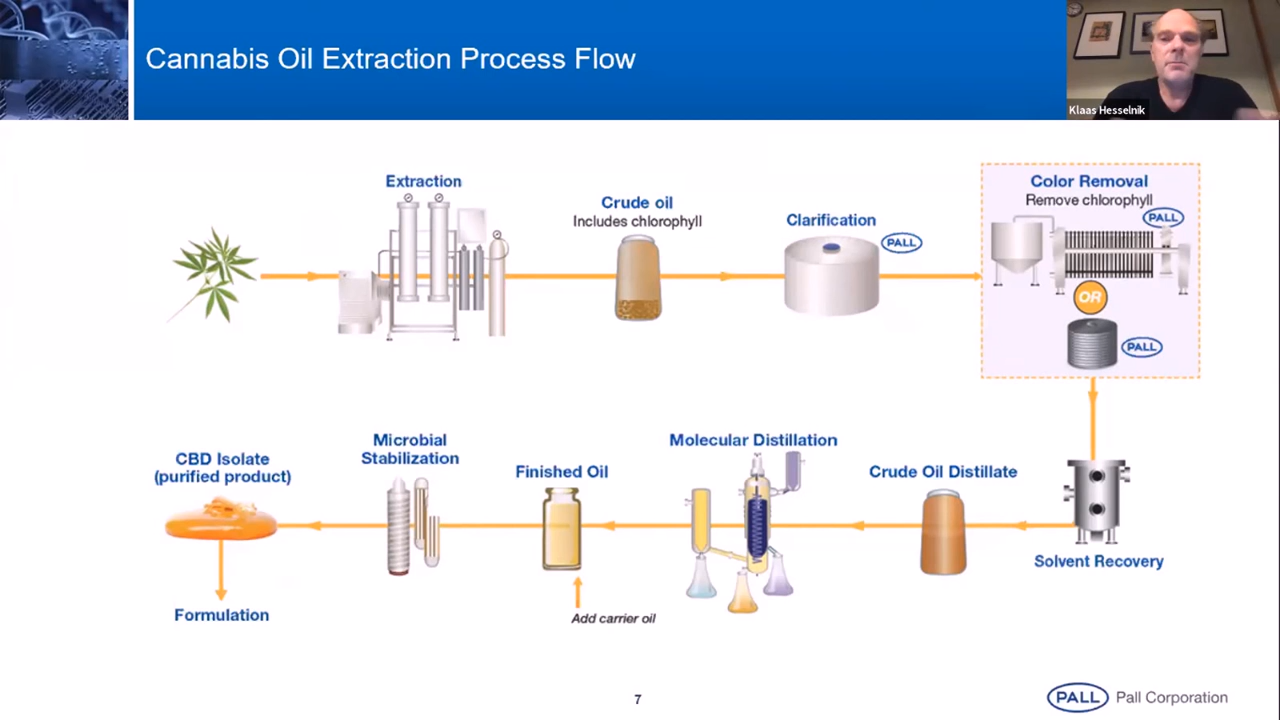 Cannabis Oil Extraction Process Flow
Klaas Hesselnik
Extraction
Crude oil
Includes chlorophyll
Clarification
PALL
Color Removal
Remove chlorophyll
PALL
OR
PALL
CBD Isolate
(purified product)
Microbial
Stabilization
Finished Oil
Molecular Distillation
Crude Oil Distillate
Solvent Recovery
Formulation
Add carrier oil
7
PALL Pall Corporation